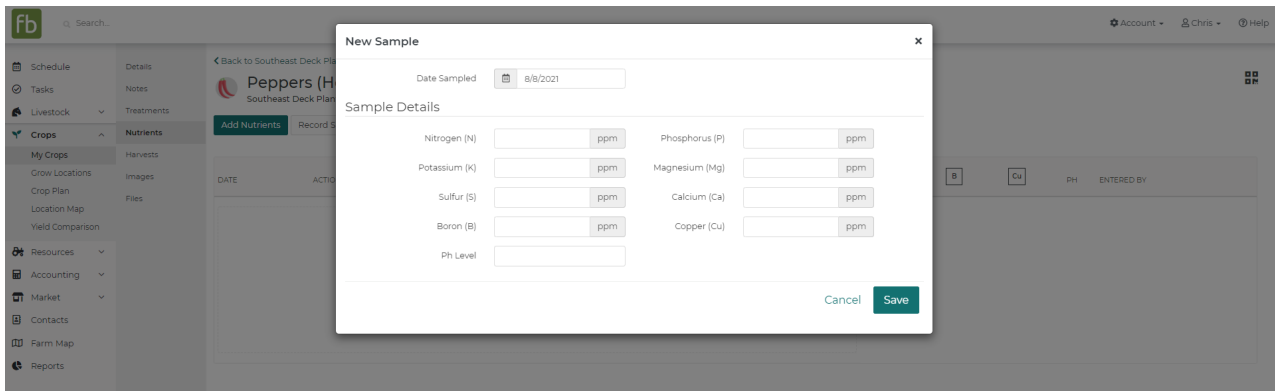 fb
Search...
Account
Chris
Help
Schedule
Tasks
Livestock
Crops
My Crops
Grow Locations
Crop Plan
Location Map
Yield Comparison
Resources
Accounting
Market
Contacts
Farm Map
Reports
Details
Notes
Treatments
Nutrients
Harvests
Images
Files
Back to Southeast Deck Pla
Peppers (H
Southeast Deck Plan
Add Nutrients
Record S
DATE
ACTIO
B
Cu
PH
ENTERED BY
New Sample
×
Date Sampled
8/8/2021
Sample Details
Nitrogen (N) ppm Phosphorus (P) ppm
Potassium (K) ppm Magnesium (Mg) ppm
Sulfur (S) ppm Calcium (Ca) ppm
Boron (B) ppm Copper (Cu) ppm
Ph Level
Cancel Save